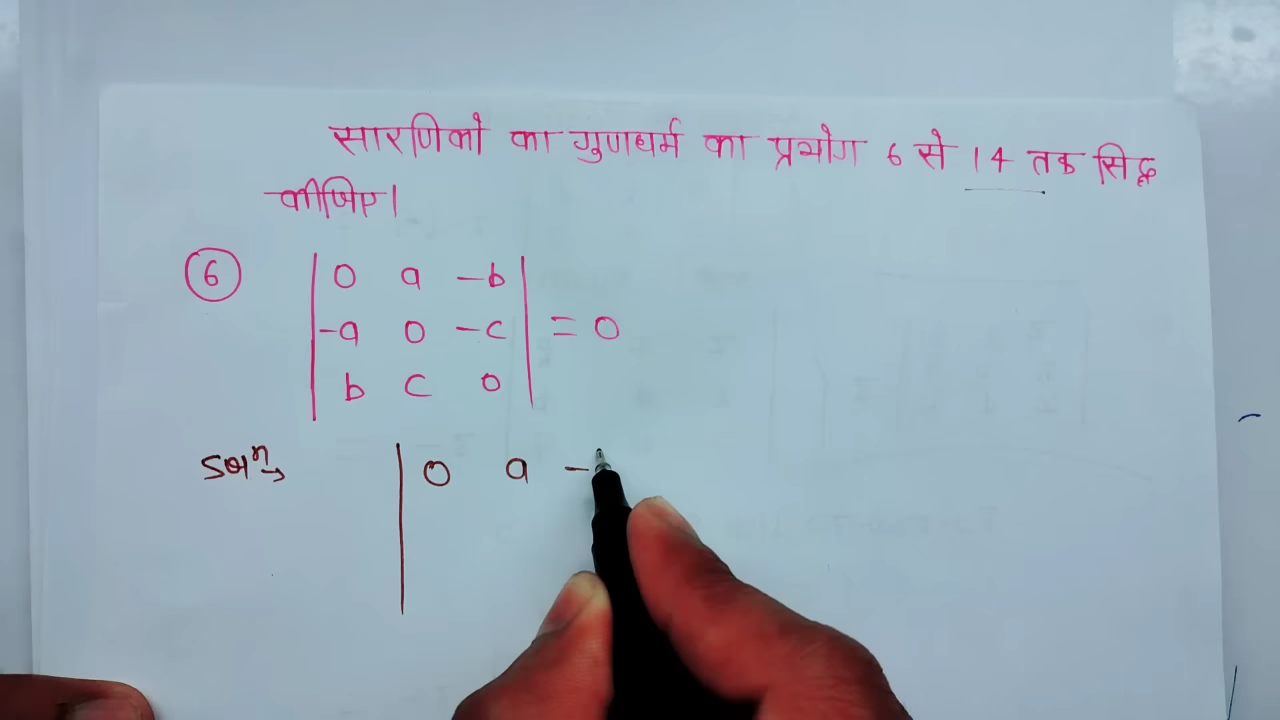 सारणिको का गुणधर्म का प्रयोग 6 से 14 तक सिद्ध
कीजिए।
6 | 0 a -b |
| -a 0 -c | = 0
| b c 0 |
Solⁿ→ | 0 a -